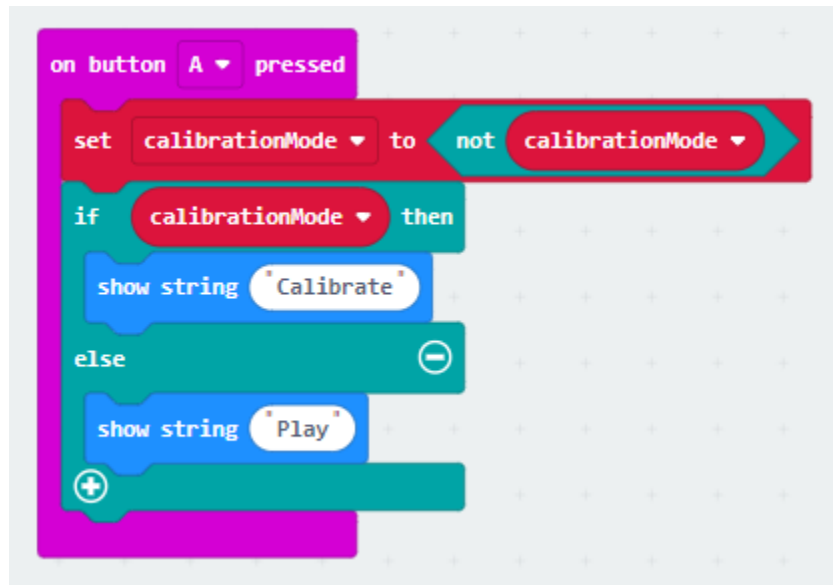 on button A pressed
set calibrationMode to not calibrationMode
if calibrationMode then
show string "Calibrate"
else
show string "Play"